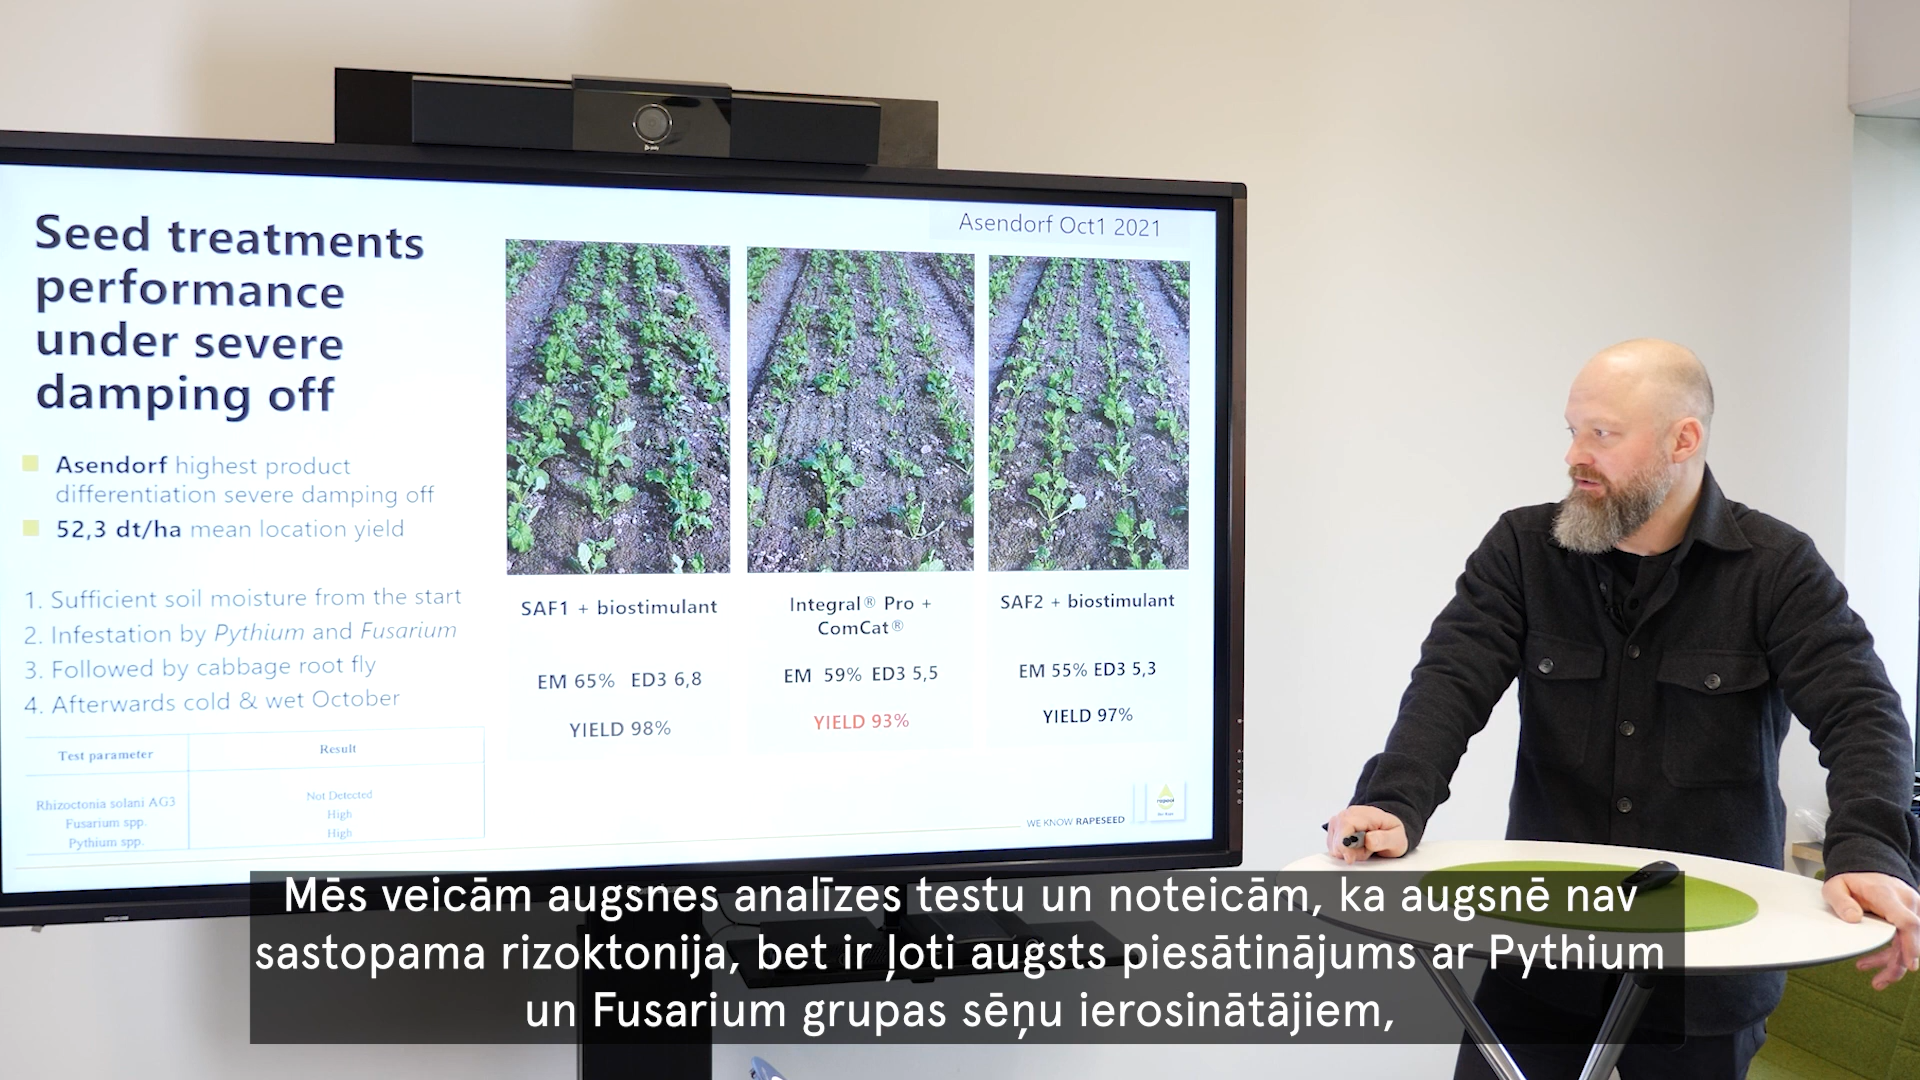 Asendorf Oct1 2021
Seed treatments
performance
under severe
damping off
Asendorf highest product
differentiation severe damping off
52,3 dt/ha mean location yield
1. Sufficient soil moisture from the start
2. Infestation by Pythium and Fusarium
3. Followed by cabbage root fly
4. Afterwards cold & wet October
Test parameter Result
Rhizoctonia solani AG3 Not Detected
Fusarium spp. High
Pythium spp. High
SAF1 + biostimulant
EM 65% ED3 6,8
YIELD 98%
Integral® Pro +
ComCat®
EM 59% ED3 5,5
YIELD 93%
SAF2 + biostimulant
EM 55% ED3 5,3
YIELD 97%
WE KNOW RAPESEED
rapool
Mēs veicām augsnes analīzes testu un noteicām, ka augsnē nav
sastopama rizoktonija, bet ir ļoti augsts piesātinājums ar Pythium
un Fusarium grupas sēņu ierosinātājiem,